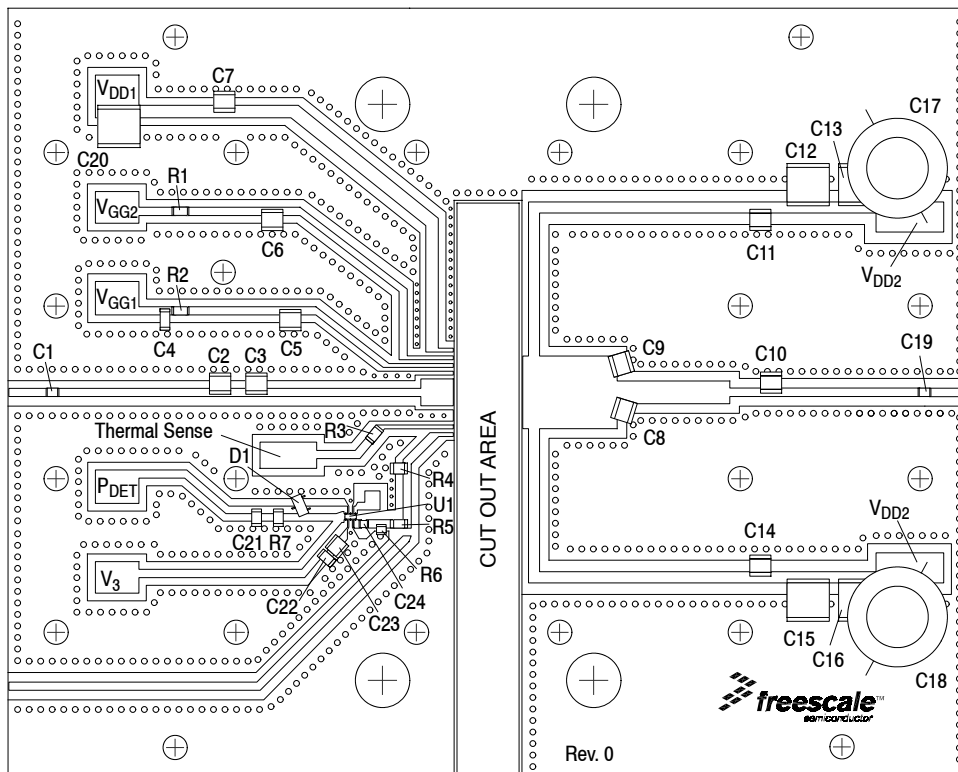 C7
VDD1
C17
C13
C12
C20
R1
VGG2
C6
C11
VDD2
R2
VGG1
C4
C5
C1
C2
C3
C9
C10
C19
R3
C8
Thermal Sense
D1
R4
PDET
U1
CUT OUT AREA
VDD2
R5
C21
R7
C14
V3
R6
C22
C24
C23
C15
C16
C18
freescale™
semiconductor
Rev. 0